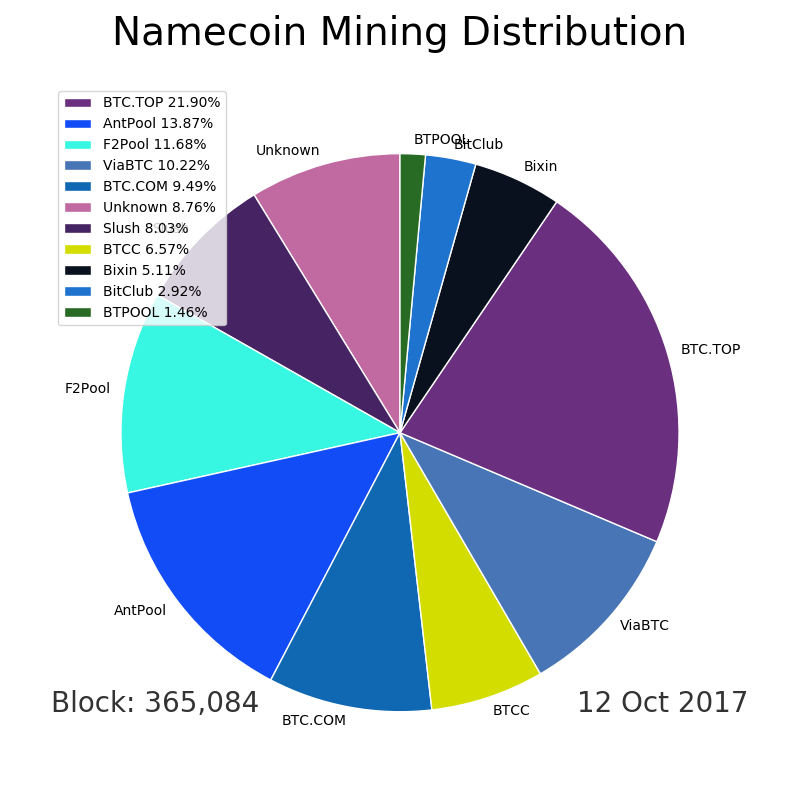 Namecoin Mining Distribution
BTC.TOP 21.90%
AntPool 13.87%
F2Pool 11.68%
ViaBTC 10.22%
BTC.COM 9.49%
Unknown 8.76%
Slush 8.03%
BTCC 6.57%
Bixin 5.11%
BitClub 2.92%
BTPOOL 1.46%
Unknown
BTPOOL
BitClub
Bixin
BTC.TOP
F2Pool
AntPool
ViaBTC
BTC.COM
BTCC
Block: 365,084
12 Oct 2017